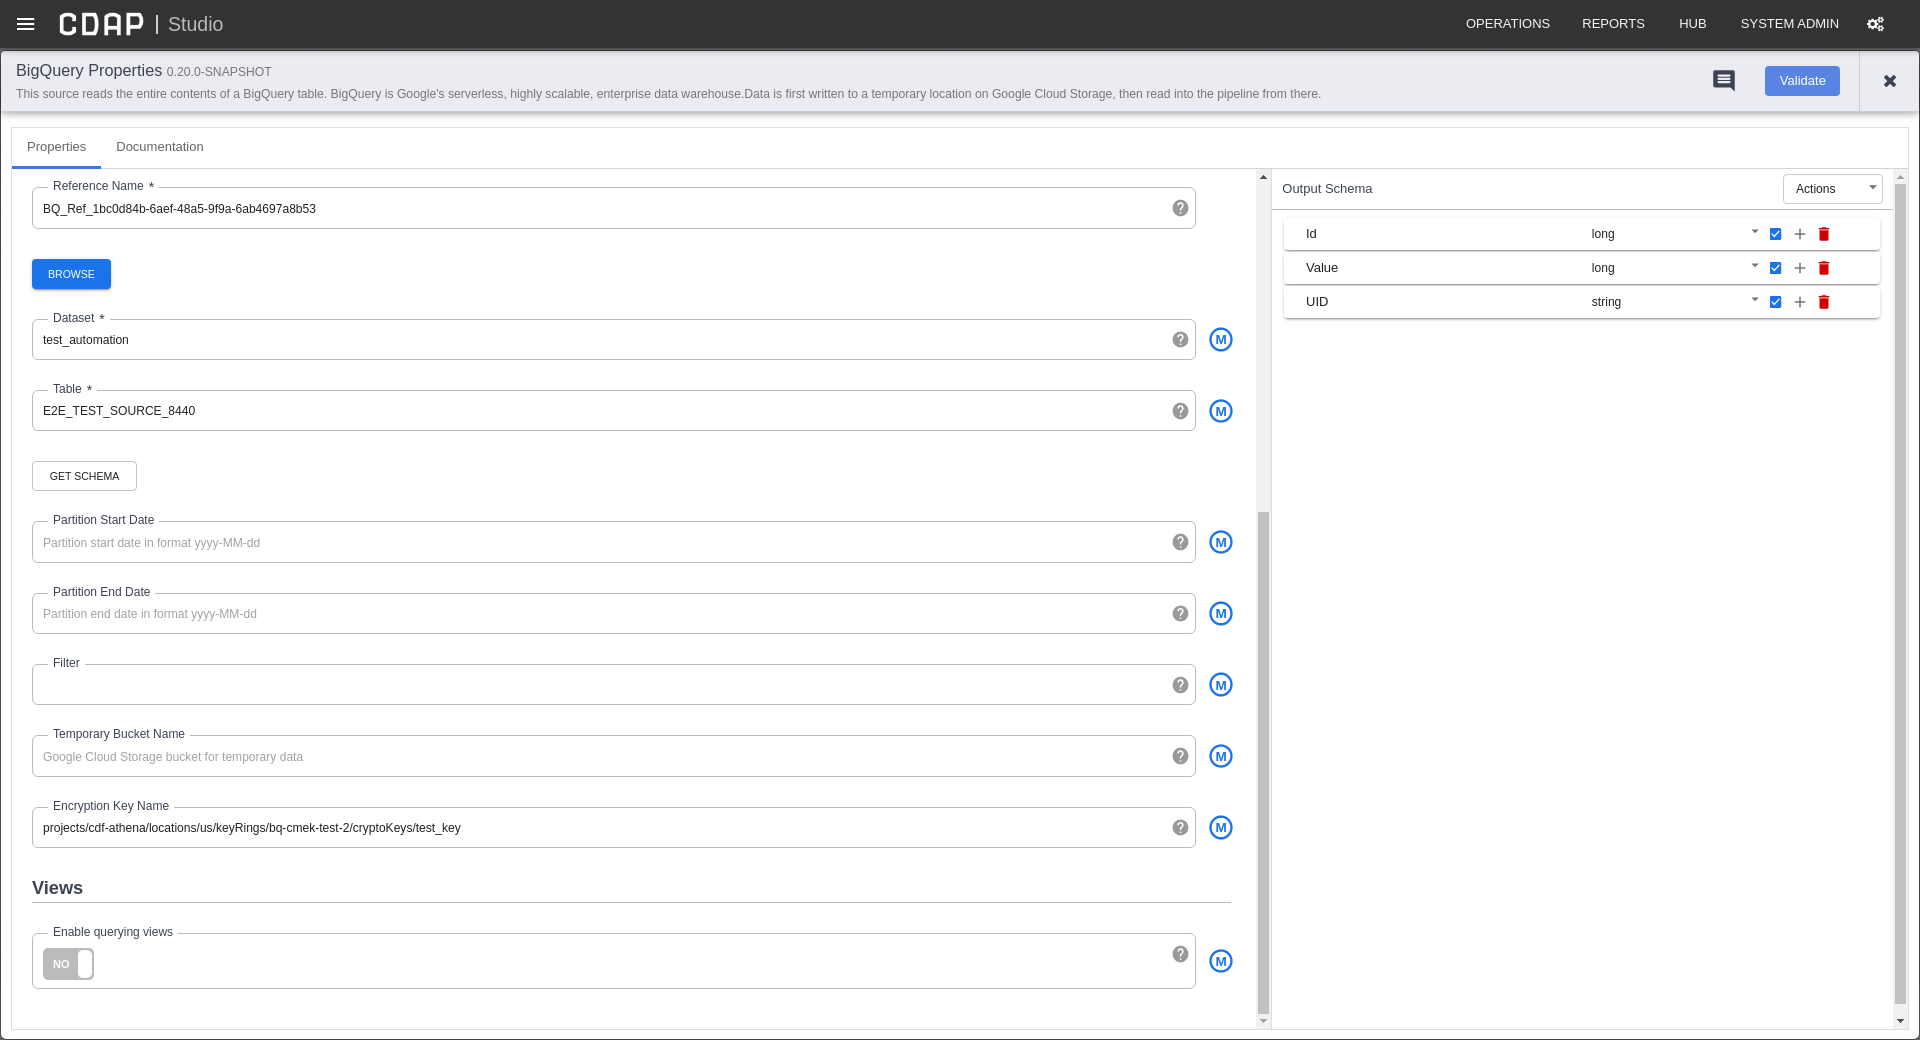 CDAP | Studio
OPERATIONS REPORTS HUB SYSTEM ADMIN
BigQuery Properties 0.20.0-SNAPSHOT
This source reads the entire contents of a BigQuery table. BigQuery is Google's serverless, highly scalable, enterprise data warehouse.Data is first written to a temporary location on Google Cloud Storage, then read into the pipeline from there.
Validate
Properties Documentation
Reference Name *
BQ_Ref_1bc0d84b-6aef-48a5-9f9a-6ab4697a8b53
BROWSE
Dataset *
test_automation
M
Table *
E2E_TEST_SOURCE_8440
M
GET SCHEMA
Partition Start Date
Partition start date in format yyyy-MM-dd
M
Partition End Date
Partition end date in format yyyy-MM-dd
M
Filter
M
Temporary Bucket Name
Google Cloud Storage bucket for temporary data
M
Encryption Key Name
projects/cdf-athena/locations/us/keyRings/bq-cmek-test-2/cryptoKeys/test_key
M
Views
Enable querying views
NO
M
Output Schema
Actions
Id long
Value long
UID string